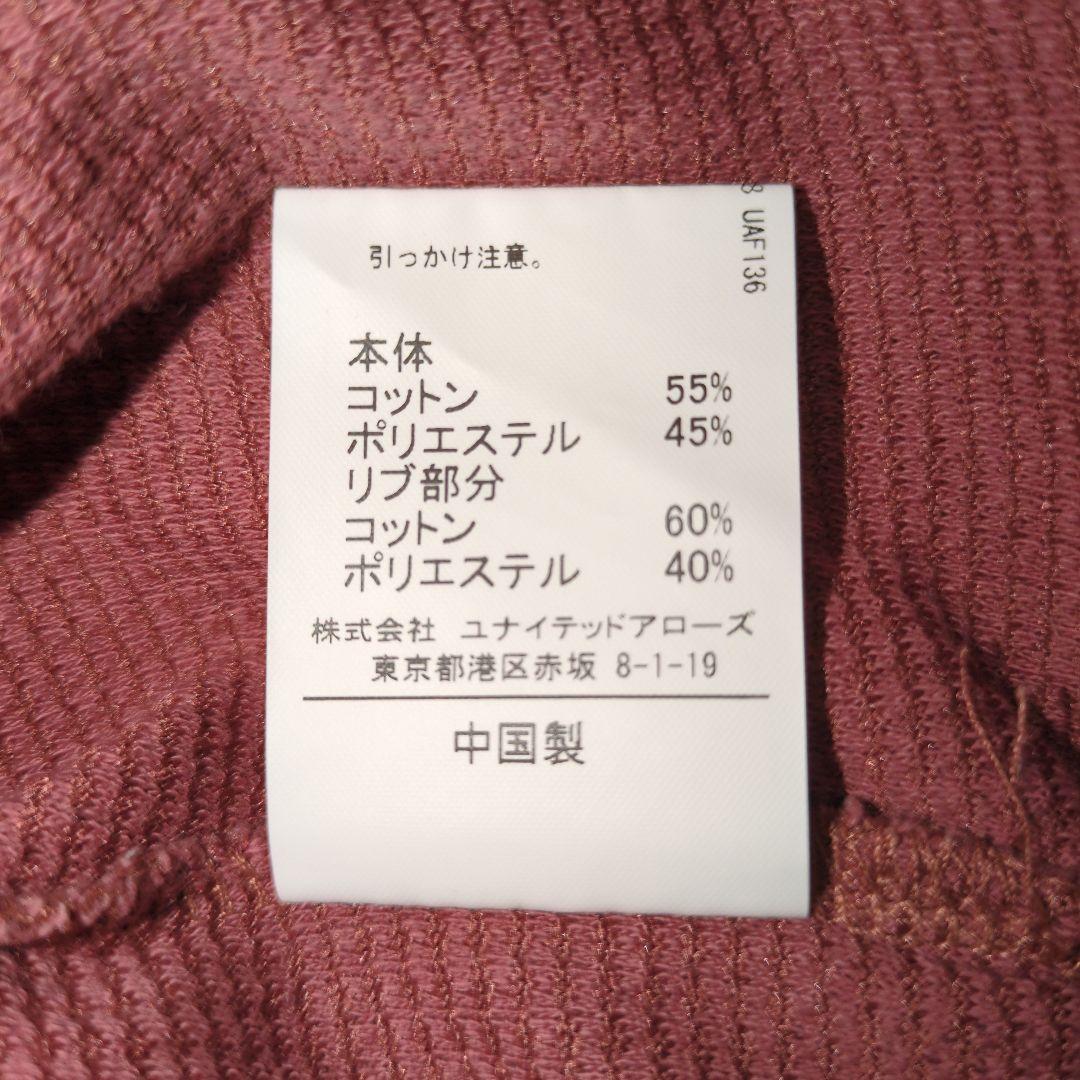 引っかけ注意。
8 UAF136
本体
コットン 55%
ポリエステル 45%
リブ部分
コットン 60%
ポリエステル 40%
株式会社 ユナイテッドアローズ
東京都港区赤坂 8-1-19
中国製